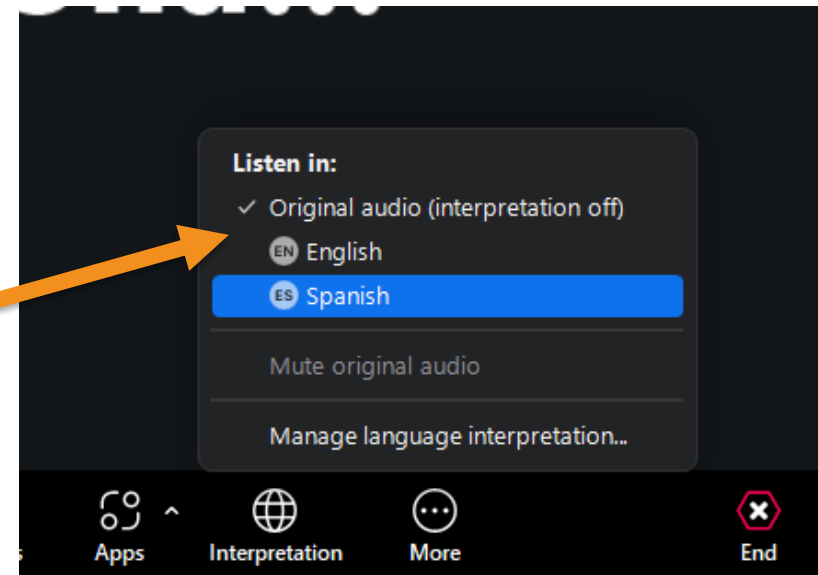 Listen in:
✓ Original audio (interpretation off)
EN English
ES Spanish
Mute original audio
Manage language interpretation...
Apps Interpretation More End